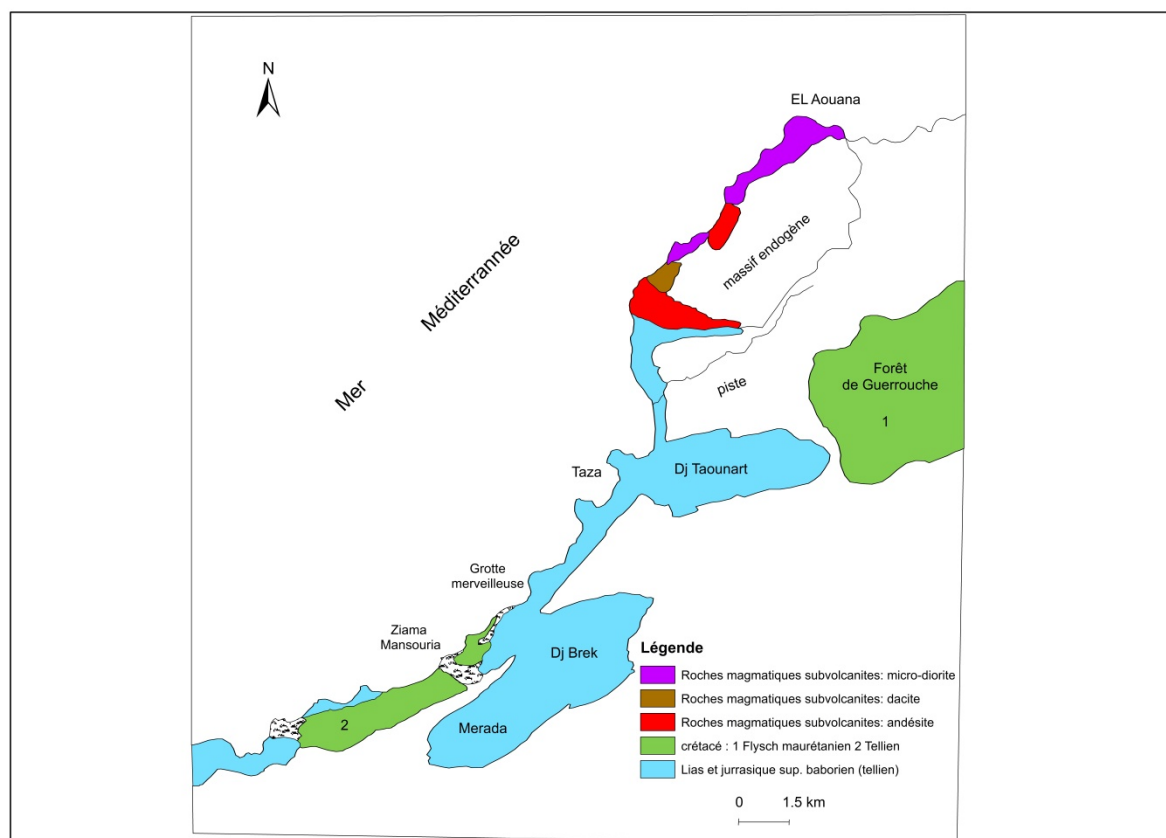 N
EL Aouana
massif endogène
Méditerrannée
Mer
Forêt
de Guerrouche
1
piste
Taza
Dj Taounart
Grotte
merveilleuse
Ziama
Mansouria
Dj Brek
Merada
2
Légende
Roches magmatiques subvolcanites: micro-diorite
Roches magmatiques subvolcanites: dacite
Roches magmatiques subvolcanites: andésite
crétacé : 1 Flysch maurétanien 2 Tellien
Lias et jurrasique sup. baborien (tellien)
0 1.5 km